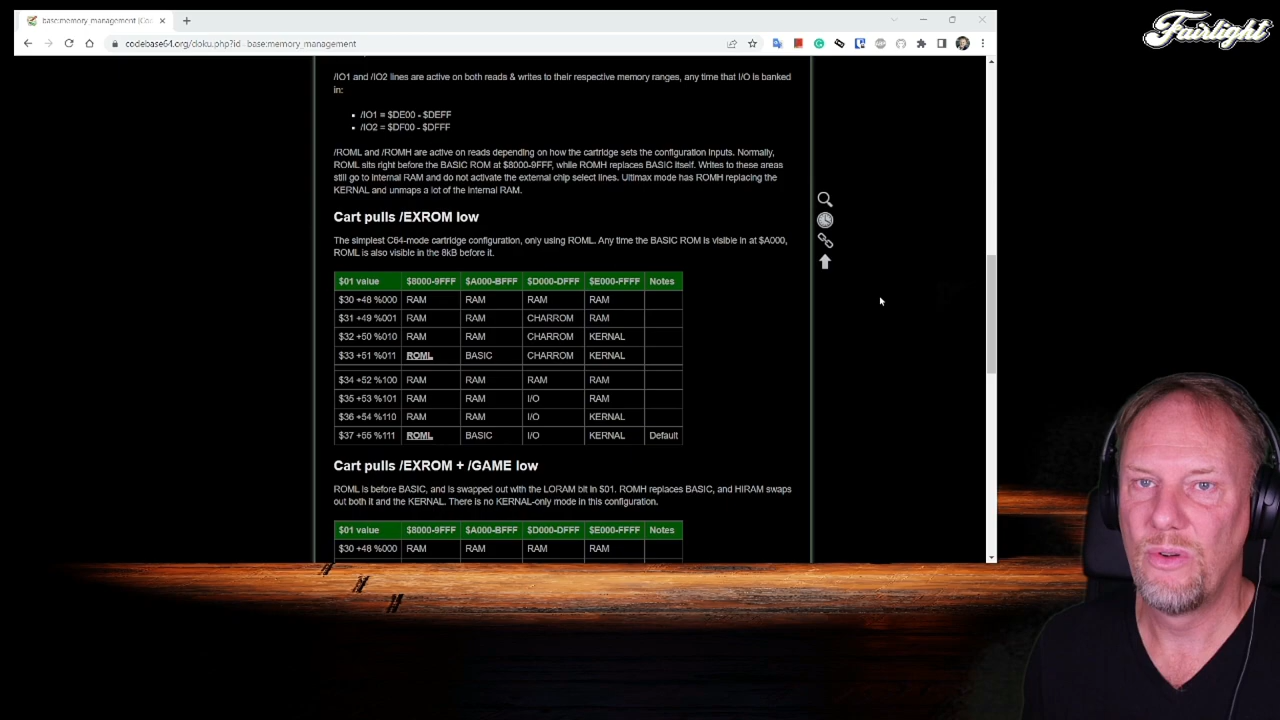 base:memory_management [Co
codebase64.org/doku.php?id=base:memory_management
Fairlight
/IO1 and /IO2 lines are active on both reads & writes to their respective memory ranges, any time that I/O is banked
in:
/IO1 = $DE00 - $DEFF
/IO2 = $DF00 - $DFFF
/ROML and /ROMH are active on reads depending on how the cartridge sets the configuration inputs. Normally,
ROML sits right before the BASIC ROM at $8000-9FFF, while ROMH replaces BASIC itself. Writes to these areas
still go to internal RAM and do not activate the external chip select lines. Ultimax mode has ROMH replacing the
KERNAL and unmaps a lot of the internal RAM.
Cart pulls /EXROM low
The simplest C64-mode cartridge configuration, only using ROML. Any time the BASIC ROM is visible in at $A000,
ROML is also visible in the 8kB before it.
$01 value $8000-9FFF $A000-BFFF $D000-DFFF $E000-FFFF Notes
$30 +48 %000 RAM RAM RAM RAM
$31 +49 %001 RAM RAM CHARROM RAM
$32 +50 %010 RAM RAM CHARROM KERNAL
$33 +51 %011 ROML BASIC CHARROM KERNAL
$34 +52 %100 RAM RAM RAM RAM
$35 +53 %101 RAM RAM I/O RAM
$36 +54 %110 RAM RAM I/O KERNAL
$37 +55 %111 ROML BASIC I/O KERNAL Default
Cart pulls /EXROM + /GAME low
ROML is before BASIC, and is swapped out with the LORAM bit in $01. ROMH replaces BASIC, and HIRAM swaps
out both it and the KERNAL. There is no KERNAL-only mode in this configuration.
$01 value $8000-9FFF $A000-BFFF $D000-DFFF $E000-FFFF Notes
$30 +48 %000 RAM RAM RAM RAM